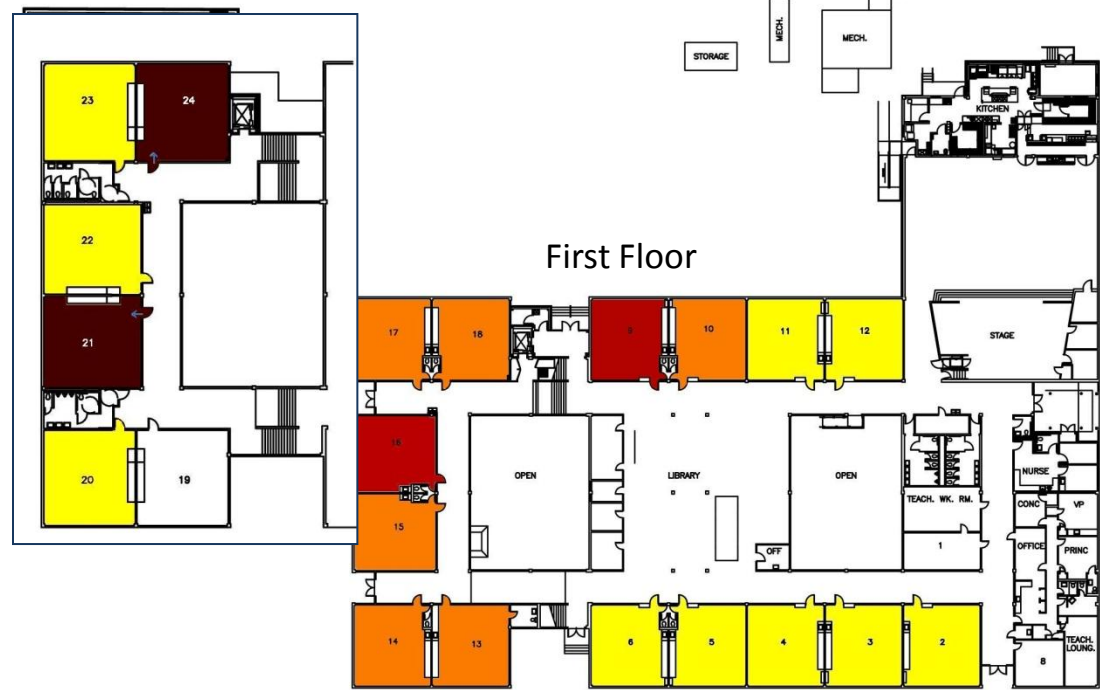 MECH.
MECH.
STORAGE
KITCHEN
23
24
22
21
20
19
First Floor
17
18
9
10
11
12
STAGE
16
15
OPEN
LIBRARY
OPEN
TEACH. WK. RM.
1
OFF
NURSE
CONC
VP
OFFICE
PRINC
14
13
6
5
4
3
2
8
TEACH.
LOUNG.